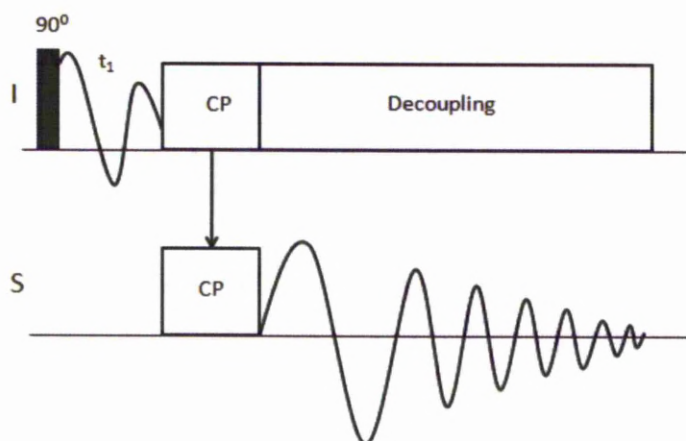 90⁰
t₁
I
CP
Decoupling
S
CP